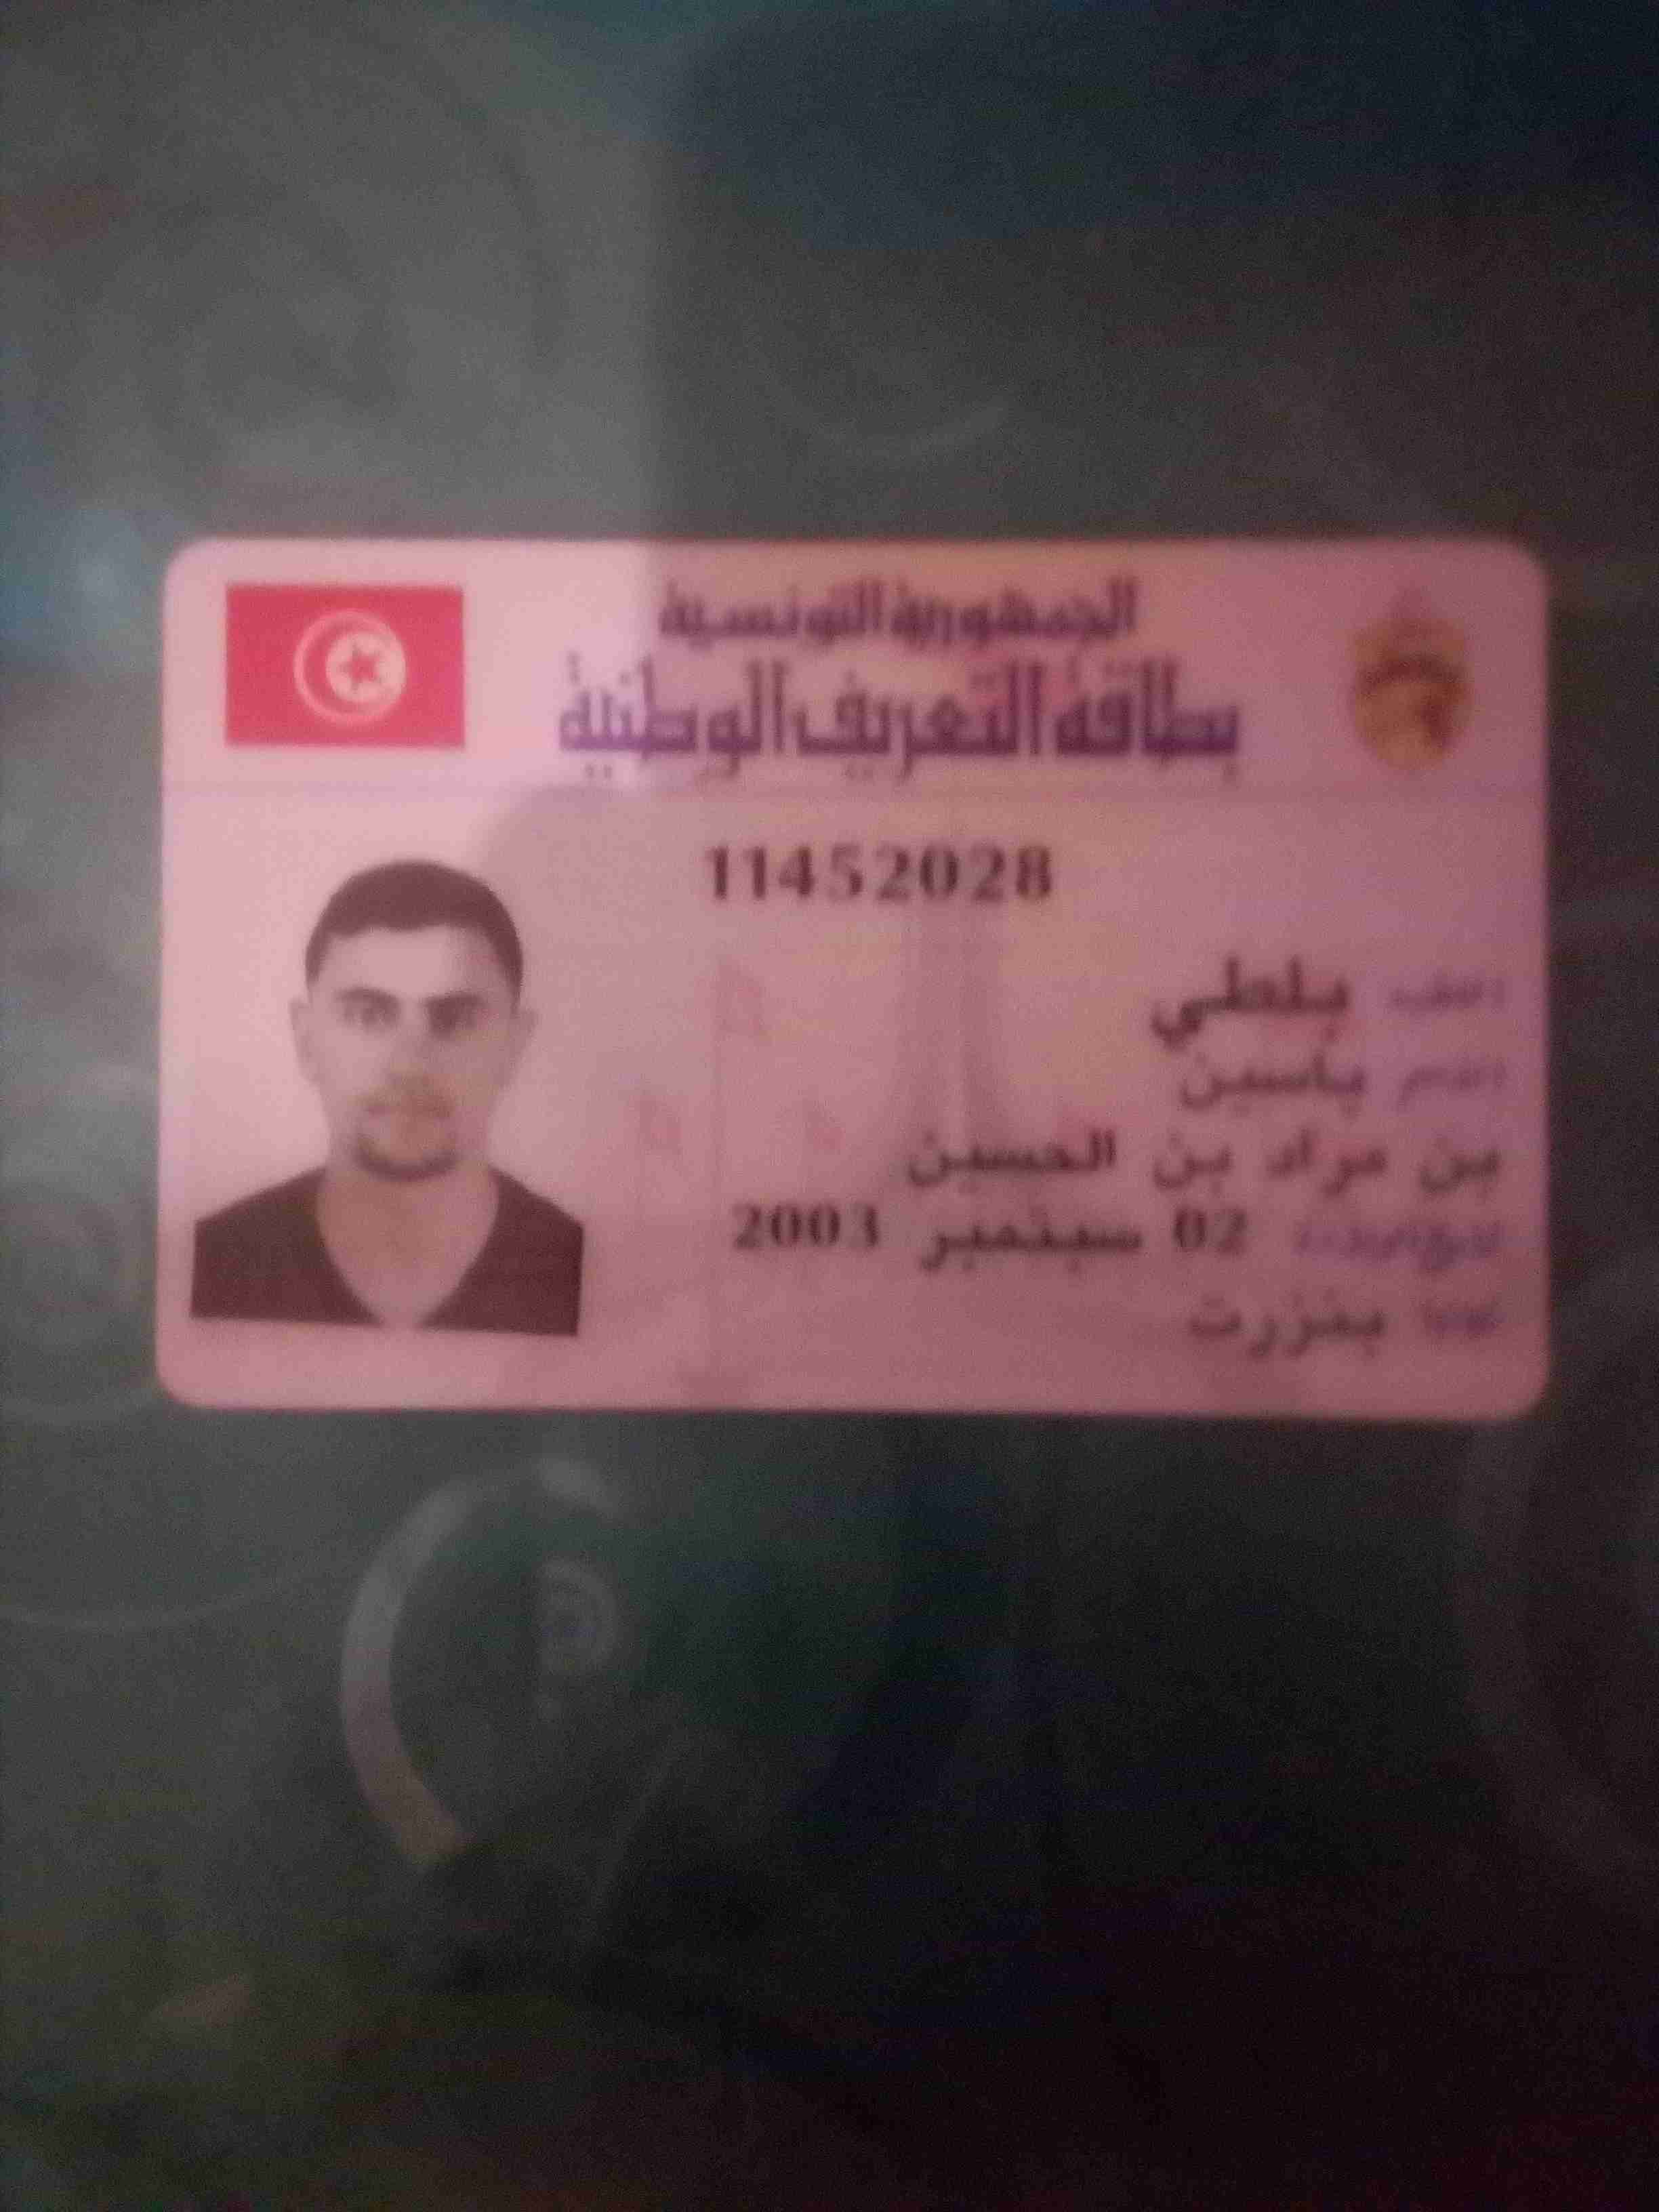 الجمهورية التونسية
بطاقة التعريف الوطنية
11452028
اللقب
الاسم ياسين
بن مراد بن الحسين
تاريخ الولادة 02 سبتمبر 2003
مكانها بنزرت